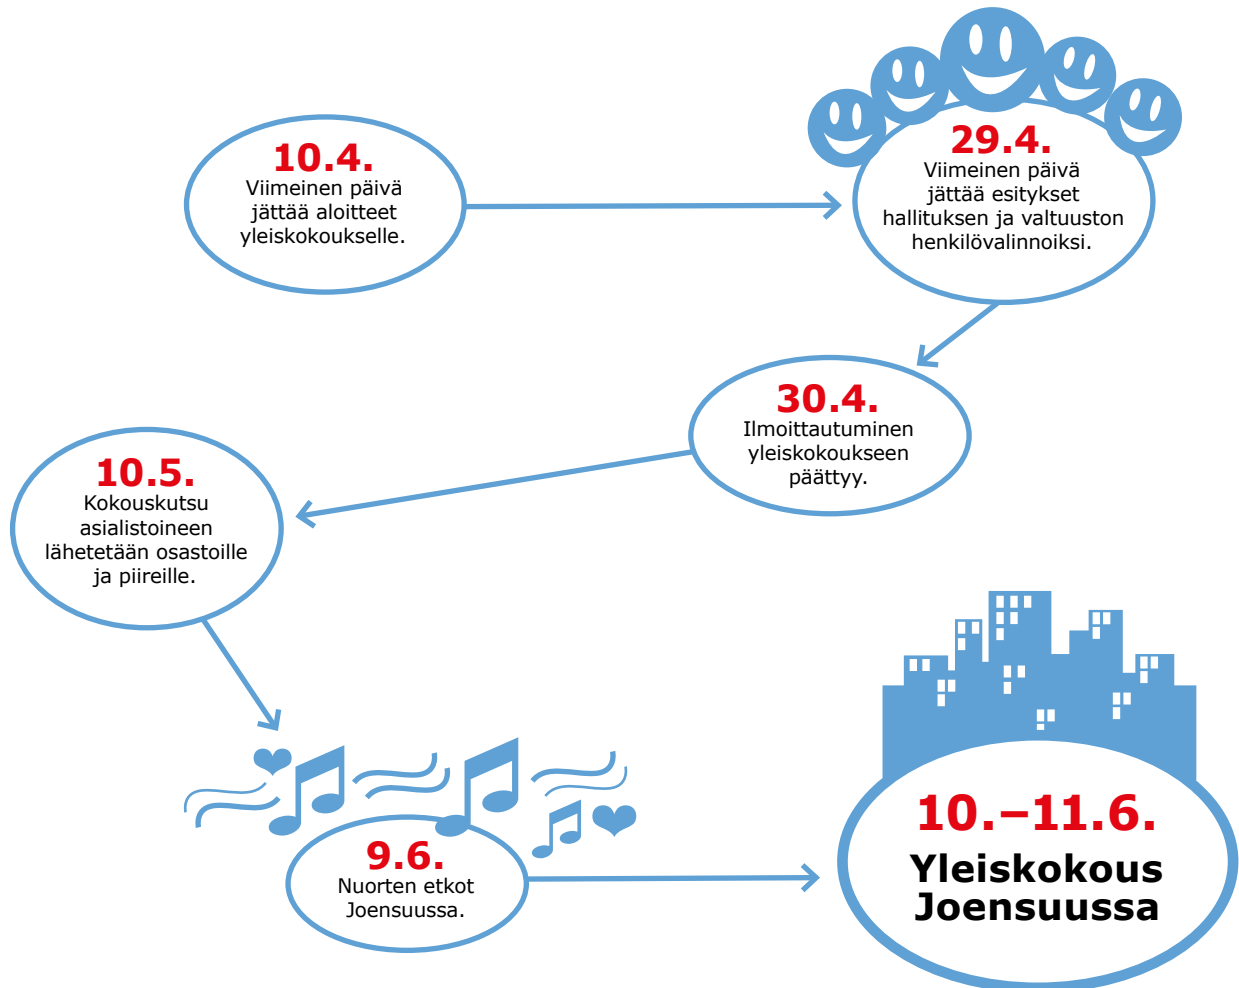 10.4.
Viimeinen päivä
jättää aloitteet
yleiskokoukselle.
29.4.
Viimeinen päivä
jättää esitykset
hallituksen ja valtuuston
henkilövalinnoiksi.
30.4.
Ilmoittautuminen
yleiskokoukseen
päättyy.
10.5.
Kokouskutsu
asialistoineen
lähetetään osastoille
ja piireille.
9.6.
Nuorten etkot
Joensuussa.
10.–11.6.
Yleiskokous
Joensuussa